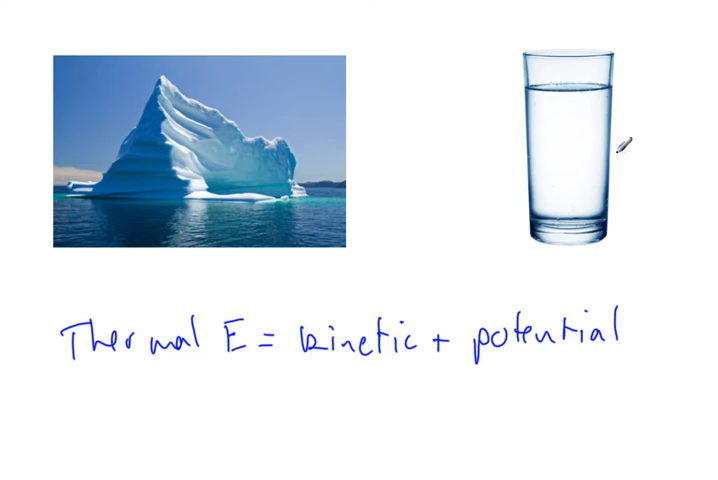 Thermal E = kinetic + potential